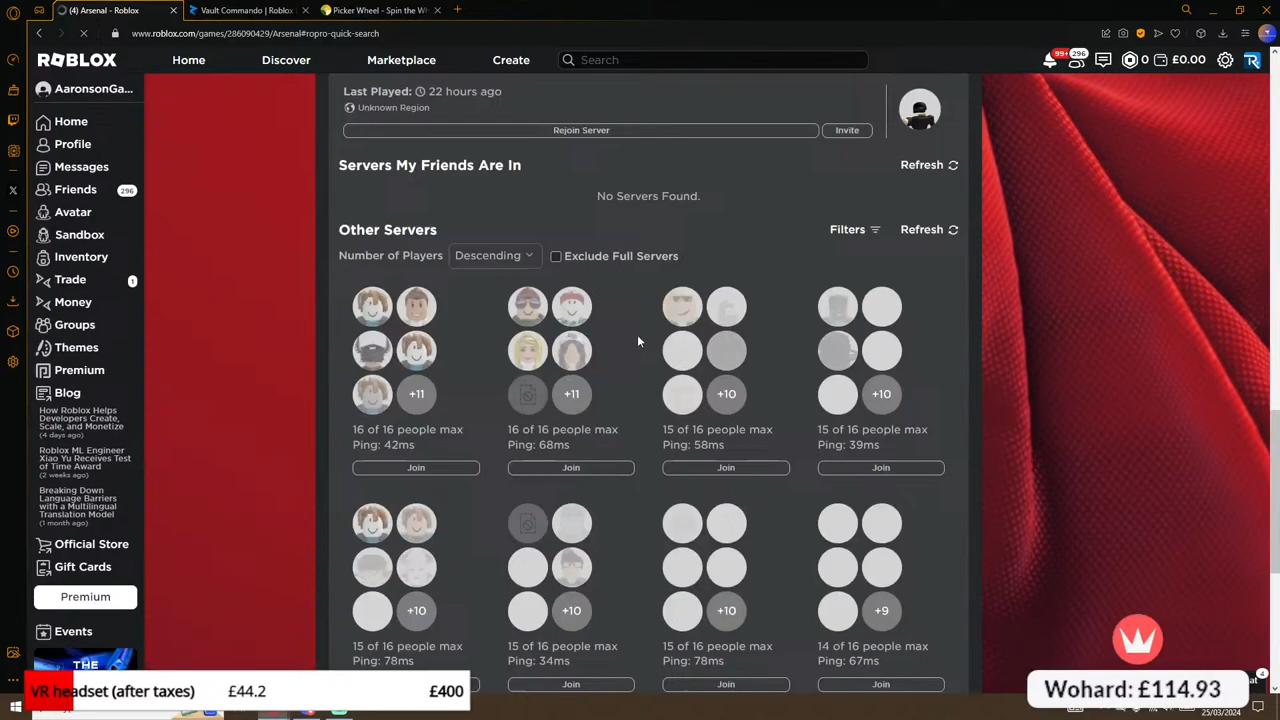 (4) Arsenal - Roblox
Vault Commando | Roblox
Picker Wheel - Spin the Wh
www.roblox.com/games/286090429/Arsenal#ropro-quick-search
ROBLOX
Home
Discover
Marketplace
Create
Search
99+
296
0
£0.00
AaronsonGa...
Home
Profile
Messages
Friends
296
Avatar
Sandbox
Inventory
Trade
1
Money
Groups
Themes
Premium
Blog
How Roblox Helps
Developers Create,
Scale, and Monetize
(4 days ago)
Roblox ML Engineer
Xiao Yu Receives Test
of Time Award
(2 weeks ago)
Breaking Down
Language Barriers
with a Multilingual
Translation Model
(1 month ago)
Official Store
Gift Cards
Premium
Events
THE
Last Played: 22 hours ago
Unknown Region
Rejoin Server
Invite
Servers My Friends Are In
Refresh
No Servers Found.
Other Servers
Filters
Refresh
Number of Players
Descending
Exclude Full Servers
+11
+11
+10
+10
16 of 16 people max
16 of 16 people max
15 of 16 people max
15 of 16 people max
Ping: 42ms
Ping: 68ms
Ping: 58ms
Ping: 39ms
Join
Join
Join
Join
+10
+10
+10
+9
15 of 16 people max
15 of 16 people max
15 of 16 people max
14 of 16 people max
Ping: 78ms
Ping: 34ms
Ping: 78ms
Ping: 67ms
Join
Join
Join
VR headset (after taxes)
£44.2
£400
Wohard: £114.93
4
25/03/2024